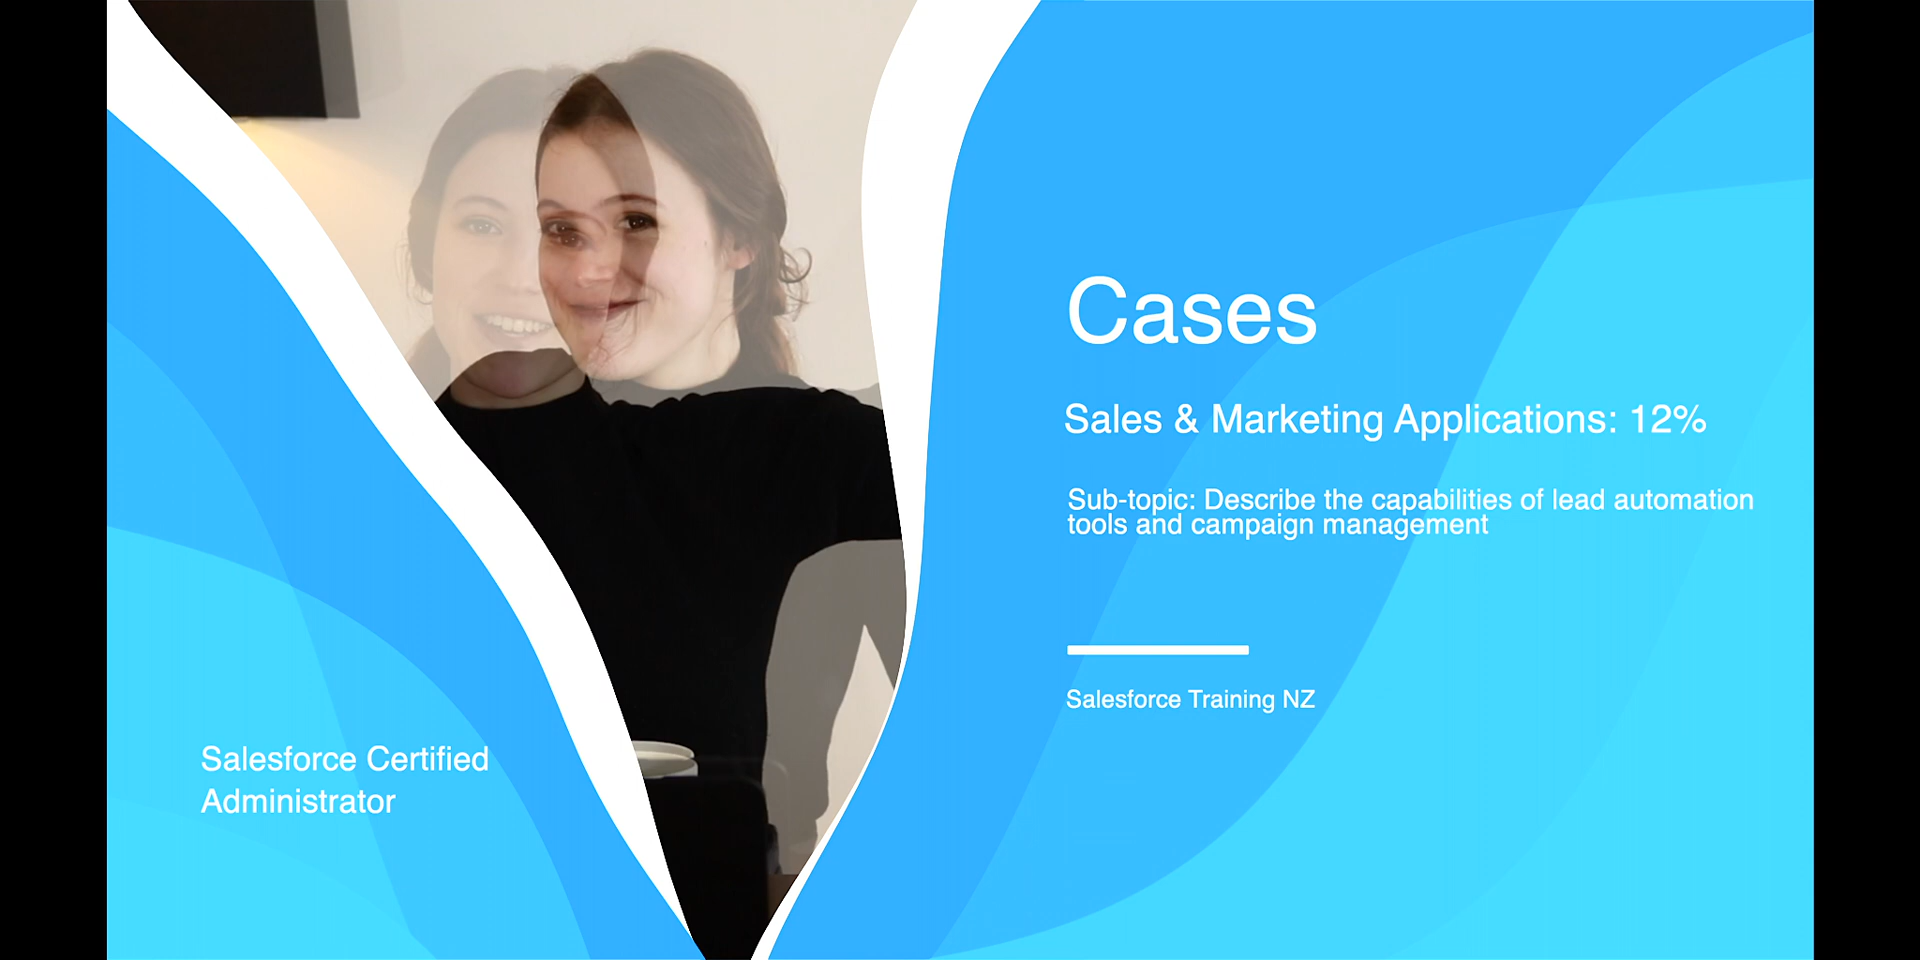 Cases
Sales & Marketing Applications: 12%
Sub-topic: Describe the capabilities of lead automation
tools and campaign management
Salesforce Training NZ
Salesforce Certified
Administrator